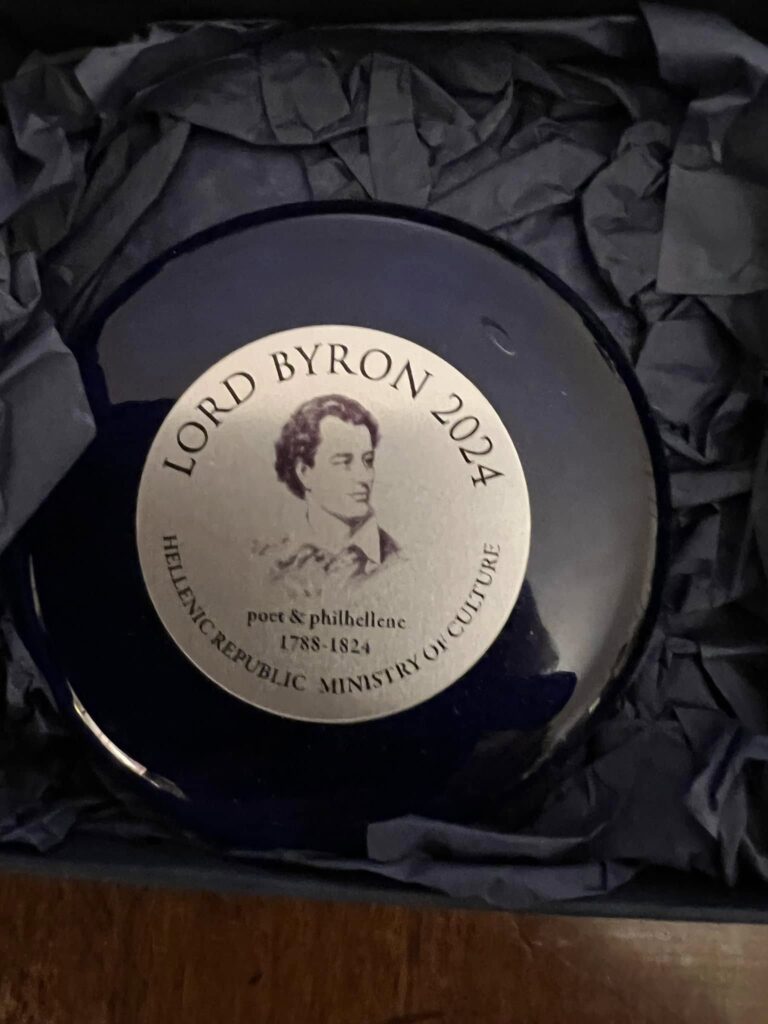 LORD BYRON 2024
poet & philhellene
1788-1824
HELLENIC REPUBLIC MINISTRY OF CULTURE